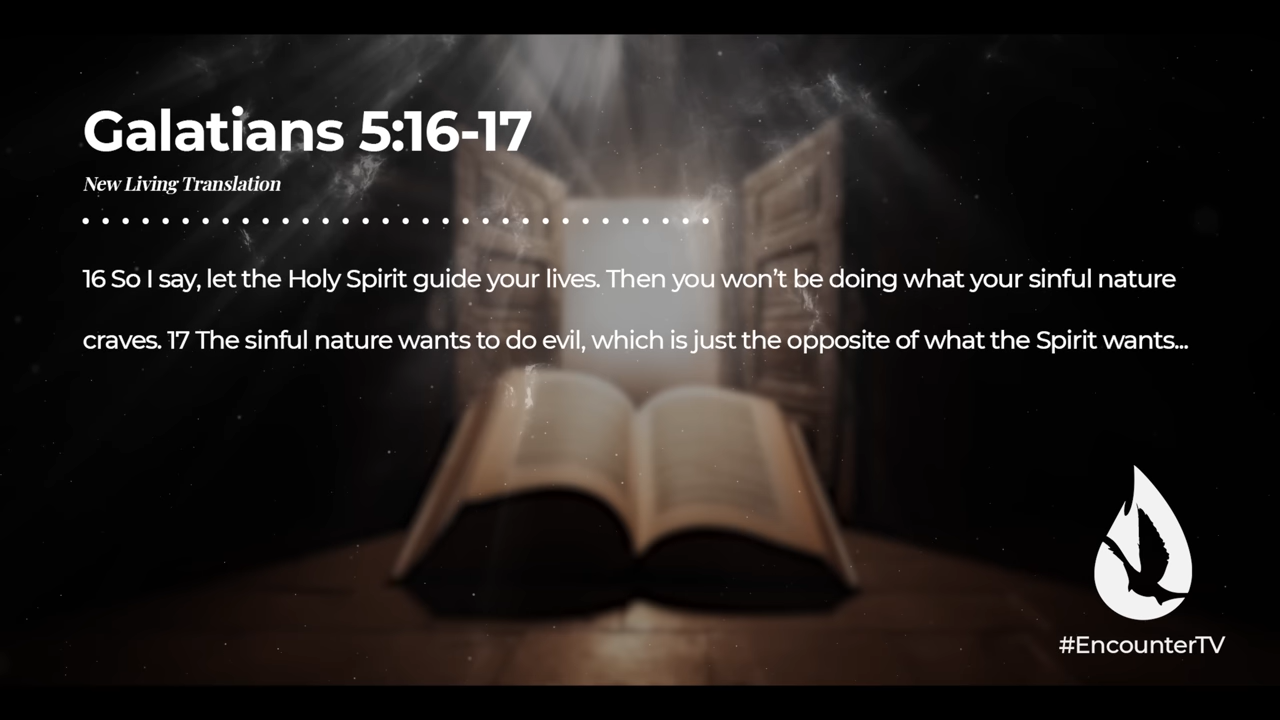 Galatians 5:16-17
New Living Translation
16 So I say, let the Holy Spirit guide your lives. Then you won’t be doing what your sinful nature
craves. 17 The sinful nature wants to do evil, which is just the opposite of what the Spirit wants...
#EncounterTV